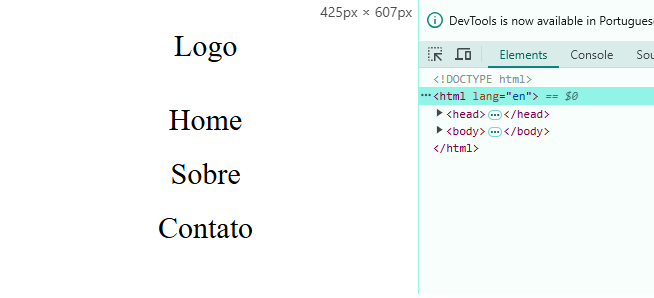 425px × 607px
Logo
Home
Sobre
Contato
DevTools is now available in Portugues
Elements
Console
Sou
<!DOCTYPE html>
···<html lang="en"> == $0
▶<head>···</head>
▶<body>···</body>
</html>